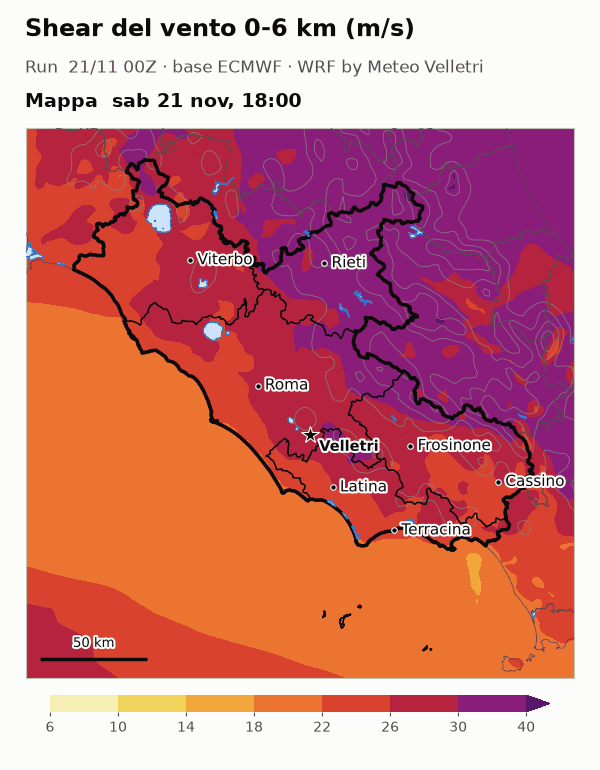 Shear del vento 0-6 km (m/s)
Run  21/11 00Z · base ECMWF · WRF by Meteo Velletri
Mappa  sab 21 nov, 18:00
Viterbo
Rieti
Roma
Velletri
Frosinone
Cassino
Latina
Terracina
50 km
6 10 14 18 22 26 30 40